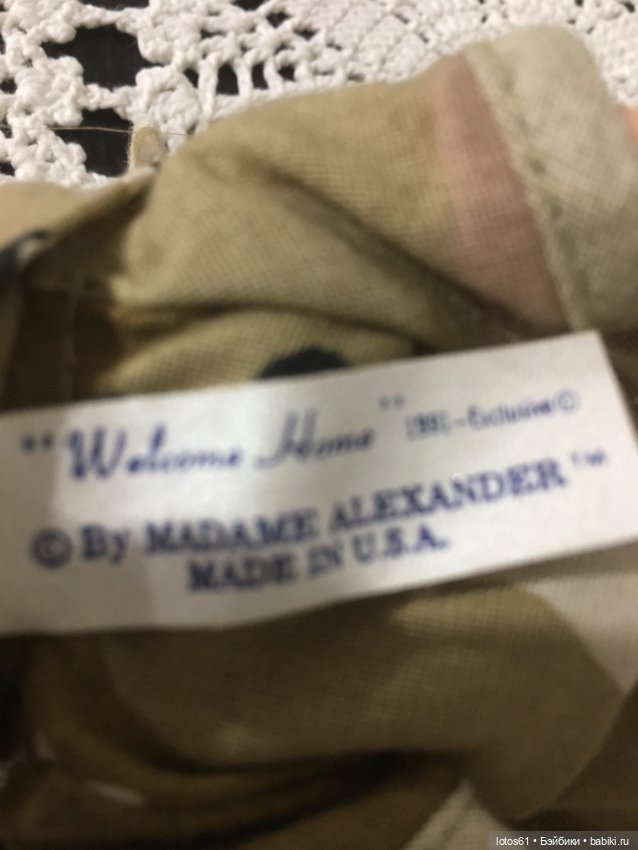 "Welcome Home" 1991-Exclusive©
© By MADAME ALEXANDER™
MADE IN U.S.A.
lotos61 • Бэйбики • babiki.ru